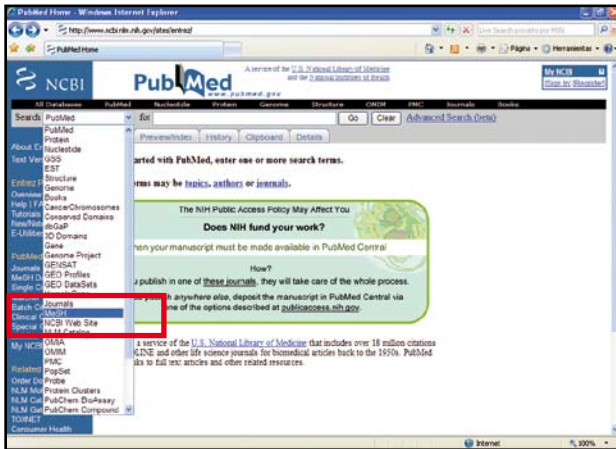 PubMed Home - Windows Internet Explorer
http://www.ncbi.nlm.nih.gov/sites/entrez/
Live Search
PubMed Home
Página
Herramientas
NCBI
PubMed
www.pubmed.gov
A service of the U.S. National Library of Medicine
and the National Institutes of Health
My NCBI
[Sign In] [Register]
All Databases PubMed Nucleotide Protein Genome Structure OMIM PMC Journals Books
Search PubMed for Go Clear Advanced Search (beta)
Preview/Index History Clipboard Details
PubMed
Protein
Nucleotide
GSS
EST
Structure
Genome
Books
CancerChromosomes
Conserved Domains
dbGaP
3D Domains
Gene
Genome Project
GENSAT
GEO Profiles
GEO DataSets
Journals
MeSH
NCBI Web Site
NLM Catalog
OMIA
OMIM
PMC
PopSet
Probe
Protein Clusters
PubChem BioAssay
PubChem Compound
About
Text Ver
Entrez P
Overview
Help | FA
Tutorials
New/Not
E-Utilitie
PubMed
Journals
MeSH D
Single C
Batch C
Clinical
Special
My NCB
Related
Order Do
NLM Mo
NLM Cat
NLM Gat
TOXNET
Consumer Health
arted with PubMed, enter one or more search terms.
rms may be topics, authors or journals.
The NIH Public Access Policy May Affect You
Does NIH fund your work?
hen your manuscript must be made available in PubMed Central
How?
u publish in one of these journals, they will take care of the whole process.
publish anywhere else, deposit the manuscript in PubMed Central via
one of the options described at publicaccess.nih.gov.
a service of the U.S. National Library of Medicine that includes over 18 million citations
LINE and other life science journals for biomedical articles back to the 1950s. PubMed
ks to full text articles and other related resources.
Internet
100%